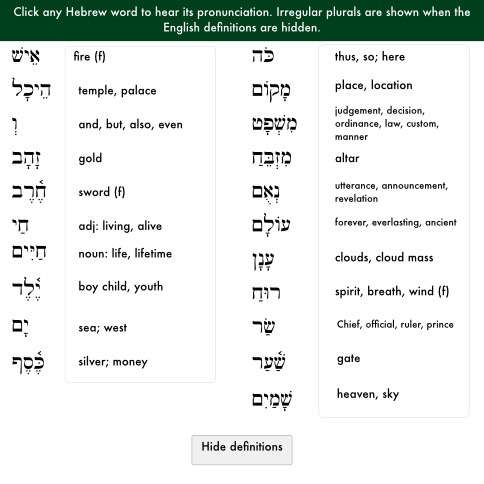 Click any Hebrew word to hear its pronunciation. Irregular plurals are shown when the
English definitions are hidden.
אֵישׁ fire (f)
הֵיכָל temple, palace
וְ and, but, also, even
זָהָב gold
חֶ֫רֶב sword (f)
חַי adj: living, alive
חַיִּים noun: life, lifetime
יֶ֫לֶד boy child, youth
יָם sea; west
כֶּ֫סֶף silver; money
כֹּה thus, so; here
מָקוֹם place, location
מִשְׁפָּט judgement, decision,
ordinance, law, custom,
manner
מִזְבֵּחַ altar
נְאֻם utterance, announcement,
revelation
עוֹלָם forever, everlasting, ancient
עָנָן clouds, cloud mass
רוּחַ spirit, breath, wind (f)
שַׂר Chief, official, ruler, prince
שַׁ֫עַר gate
שָׁמַיִם heaven, sky
Hide definitions